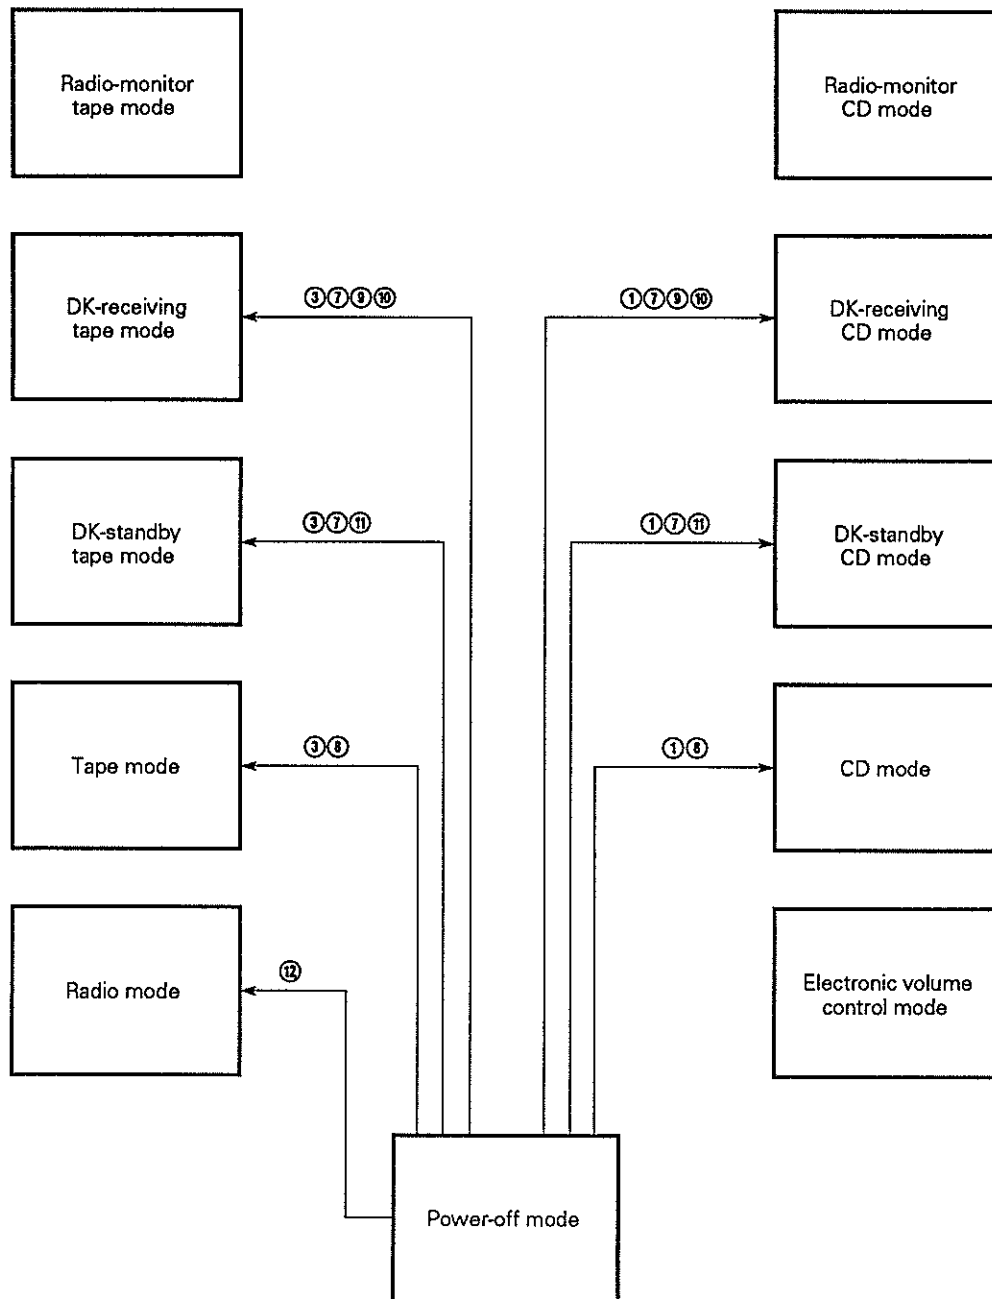 Radio-monitor
tape mode
Radio-monitor
CD mode
③⑦⑨⑩
①⑦⑨⑩
DK-receiving
tape mode
DK-receiving
CD mode
③⑦⑪
①⑦⑪
DK-standby
tape mode
DK-standby
CD mode
③⑧
①⑧
Tape mode
CD mode
⑫
Radio mode
Electronic volume
control mode
Power-off mode